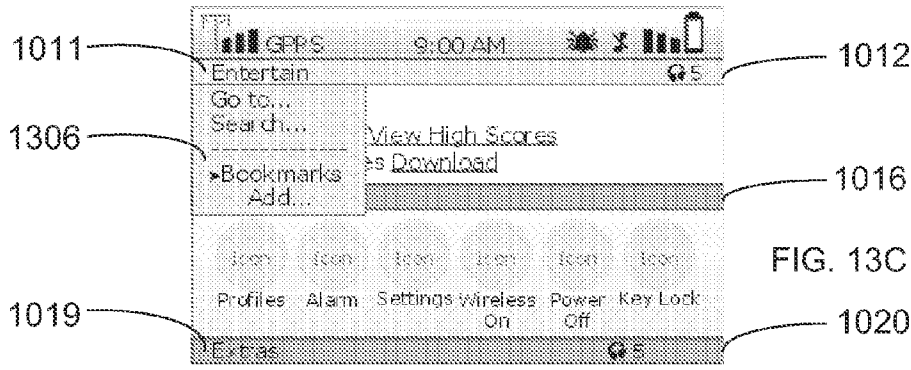 1011
GPRS 9:00 AM
1012
Entertain 5
Go to...
Search...
1306
View High Scores
es Download
Bookmarks
Add...
1016
Icon Icon Icon Icon Icon Icon
FIG. 13C
Profiles Alarm Settings Wireless On Power Off Key Lock
1019
Extras 5
1020